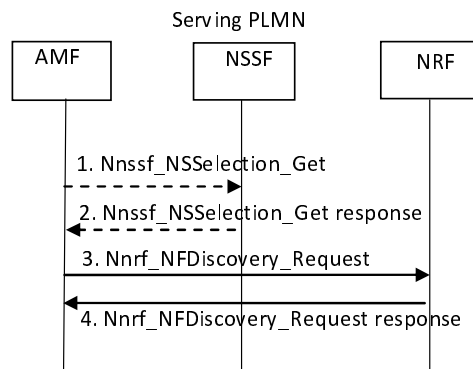 Serving PLMN
AMF
NSSF
NRF
1. Nnssf_NSSelection_Get
2. Nnssf_NSSelection_Get response
3. Nnrf_NFDiscovery_Request
4. Nnrf_NFDiscovery_Request response